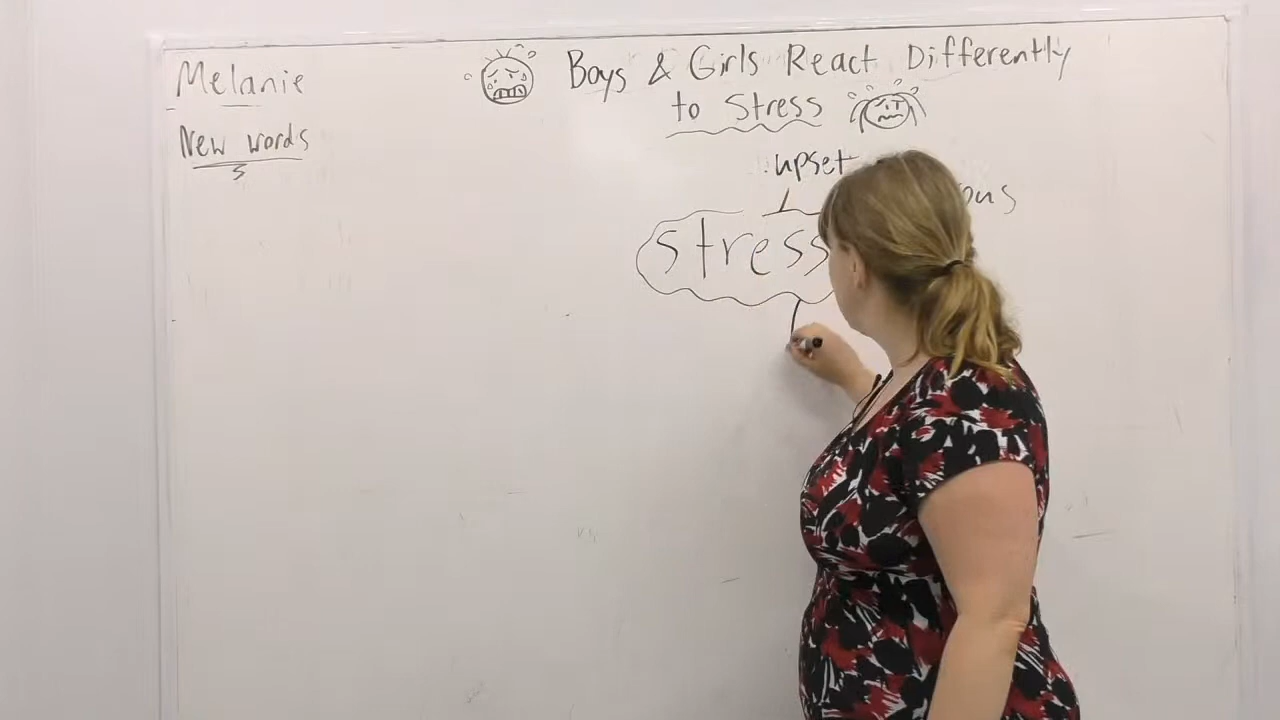 Melanie
New words
Boys & Girls React Differently
to Stress
upset
stress